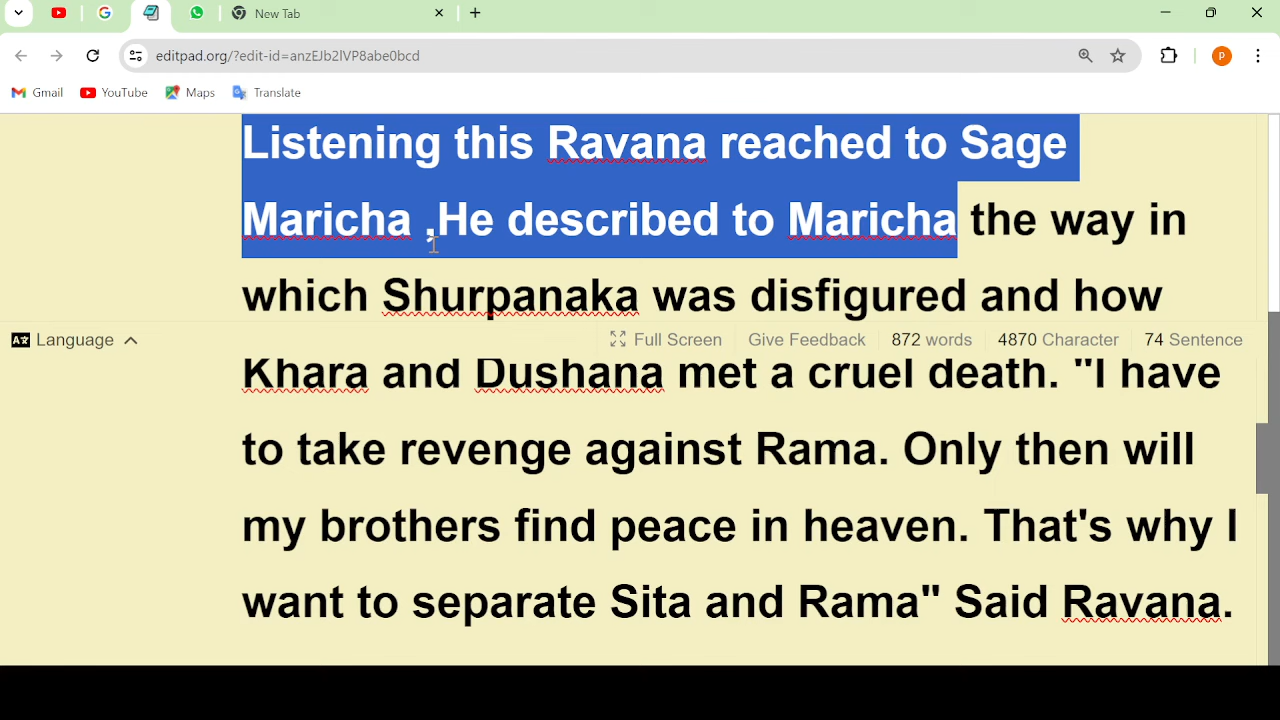 New Tab
editpad.org/?edit-id=anzEJb2lVP8abe0bcd
P
Gmail YouTube Maps Translate
Listening this Ravana reached to Sage
Maricha ,He described to Maricha the way in
which Shurpanaka was disfigured and how
Language Full Screen Give Feedback 872 words 4870 Character 74 Sentence
Khara and Dushana met a cruel death. "I have
to take revenge against Rama. Only then will
my brothers find peace in heaven. That's why I
want to separate Sita and Rama" Said Ravana.